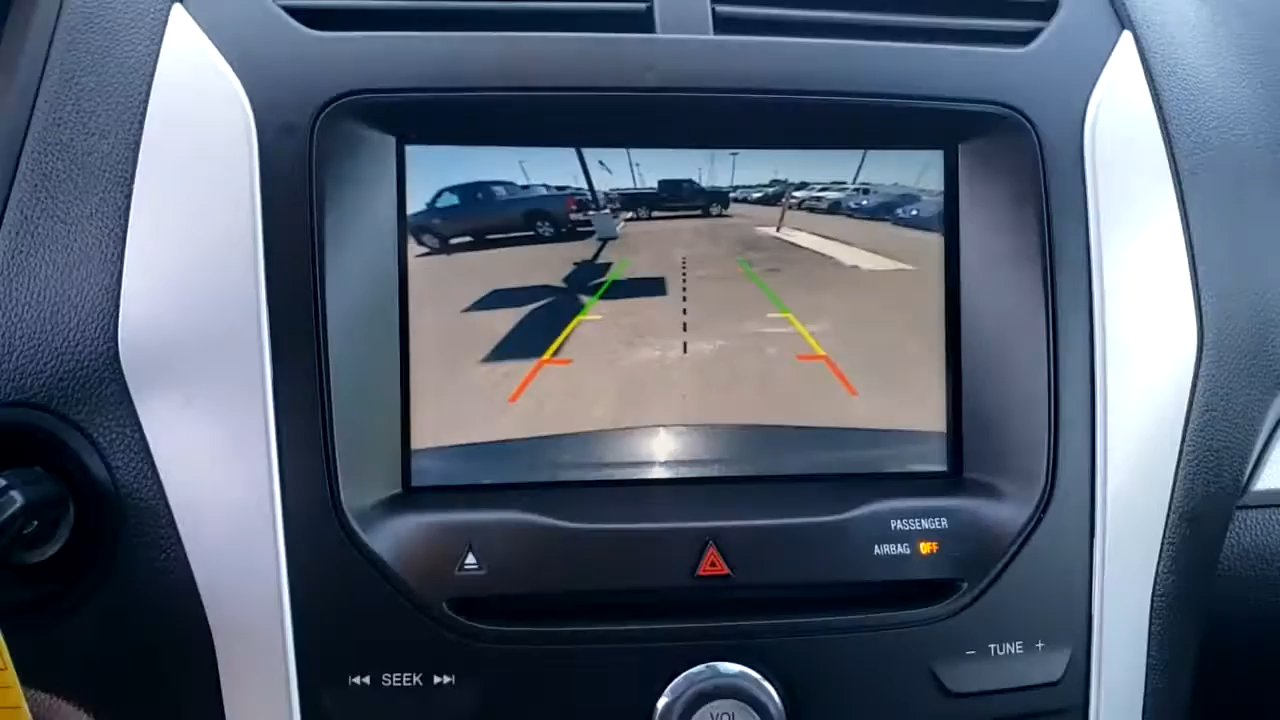 PASSENGER
AIRBAG OFF
SEEK
− TUNE +
VOL